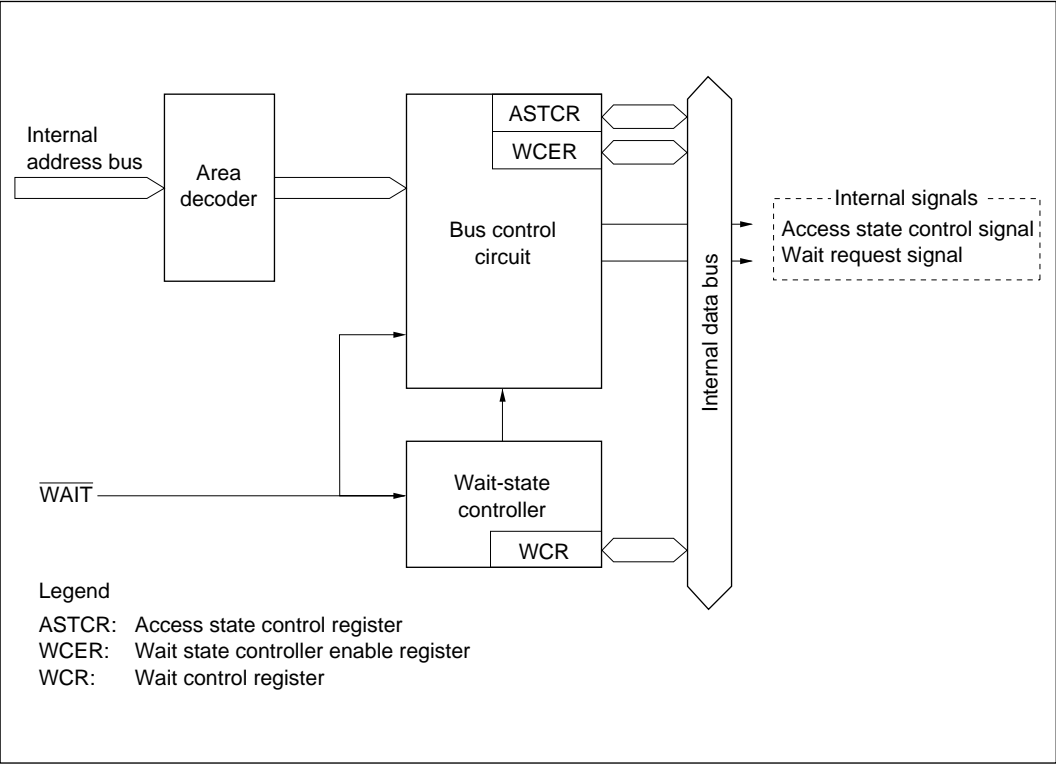 Internal
address bus
Area
decoder
ASTCR
WCER
Bus control
circuit
Internal data bus
Internal signals
Access state control signal
Wait request signal
WAIT
Wait-state
controller
WCR
Legend
ASTCR: Access state control register
WCER: Wait state controller enable register
WCR: Wait control register